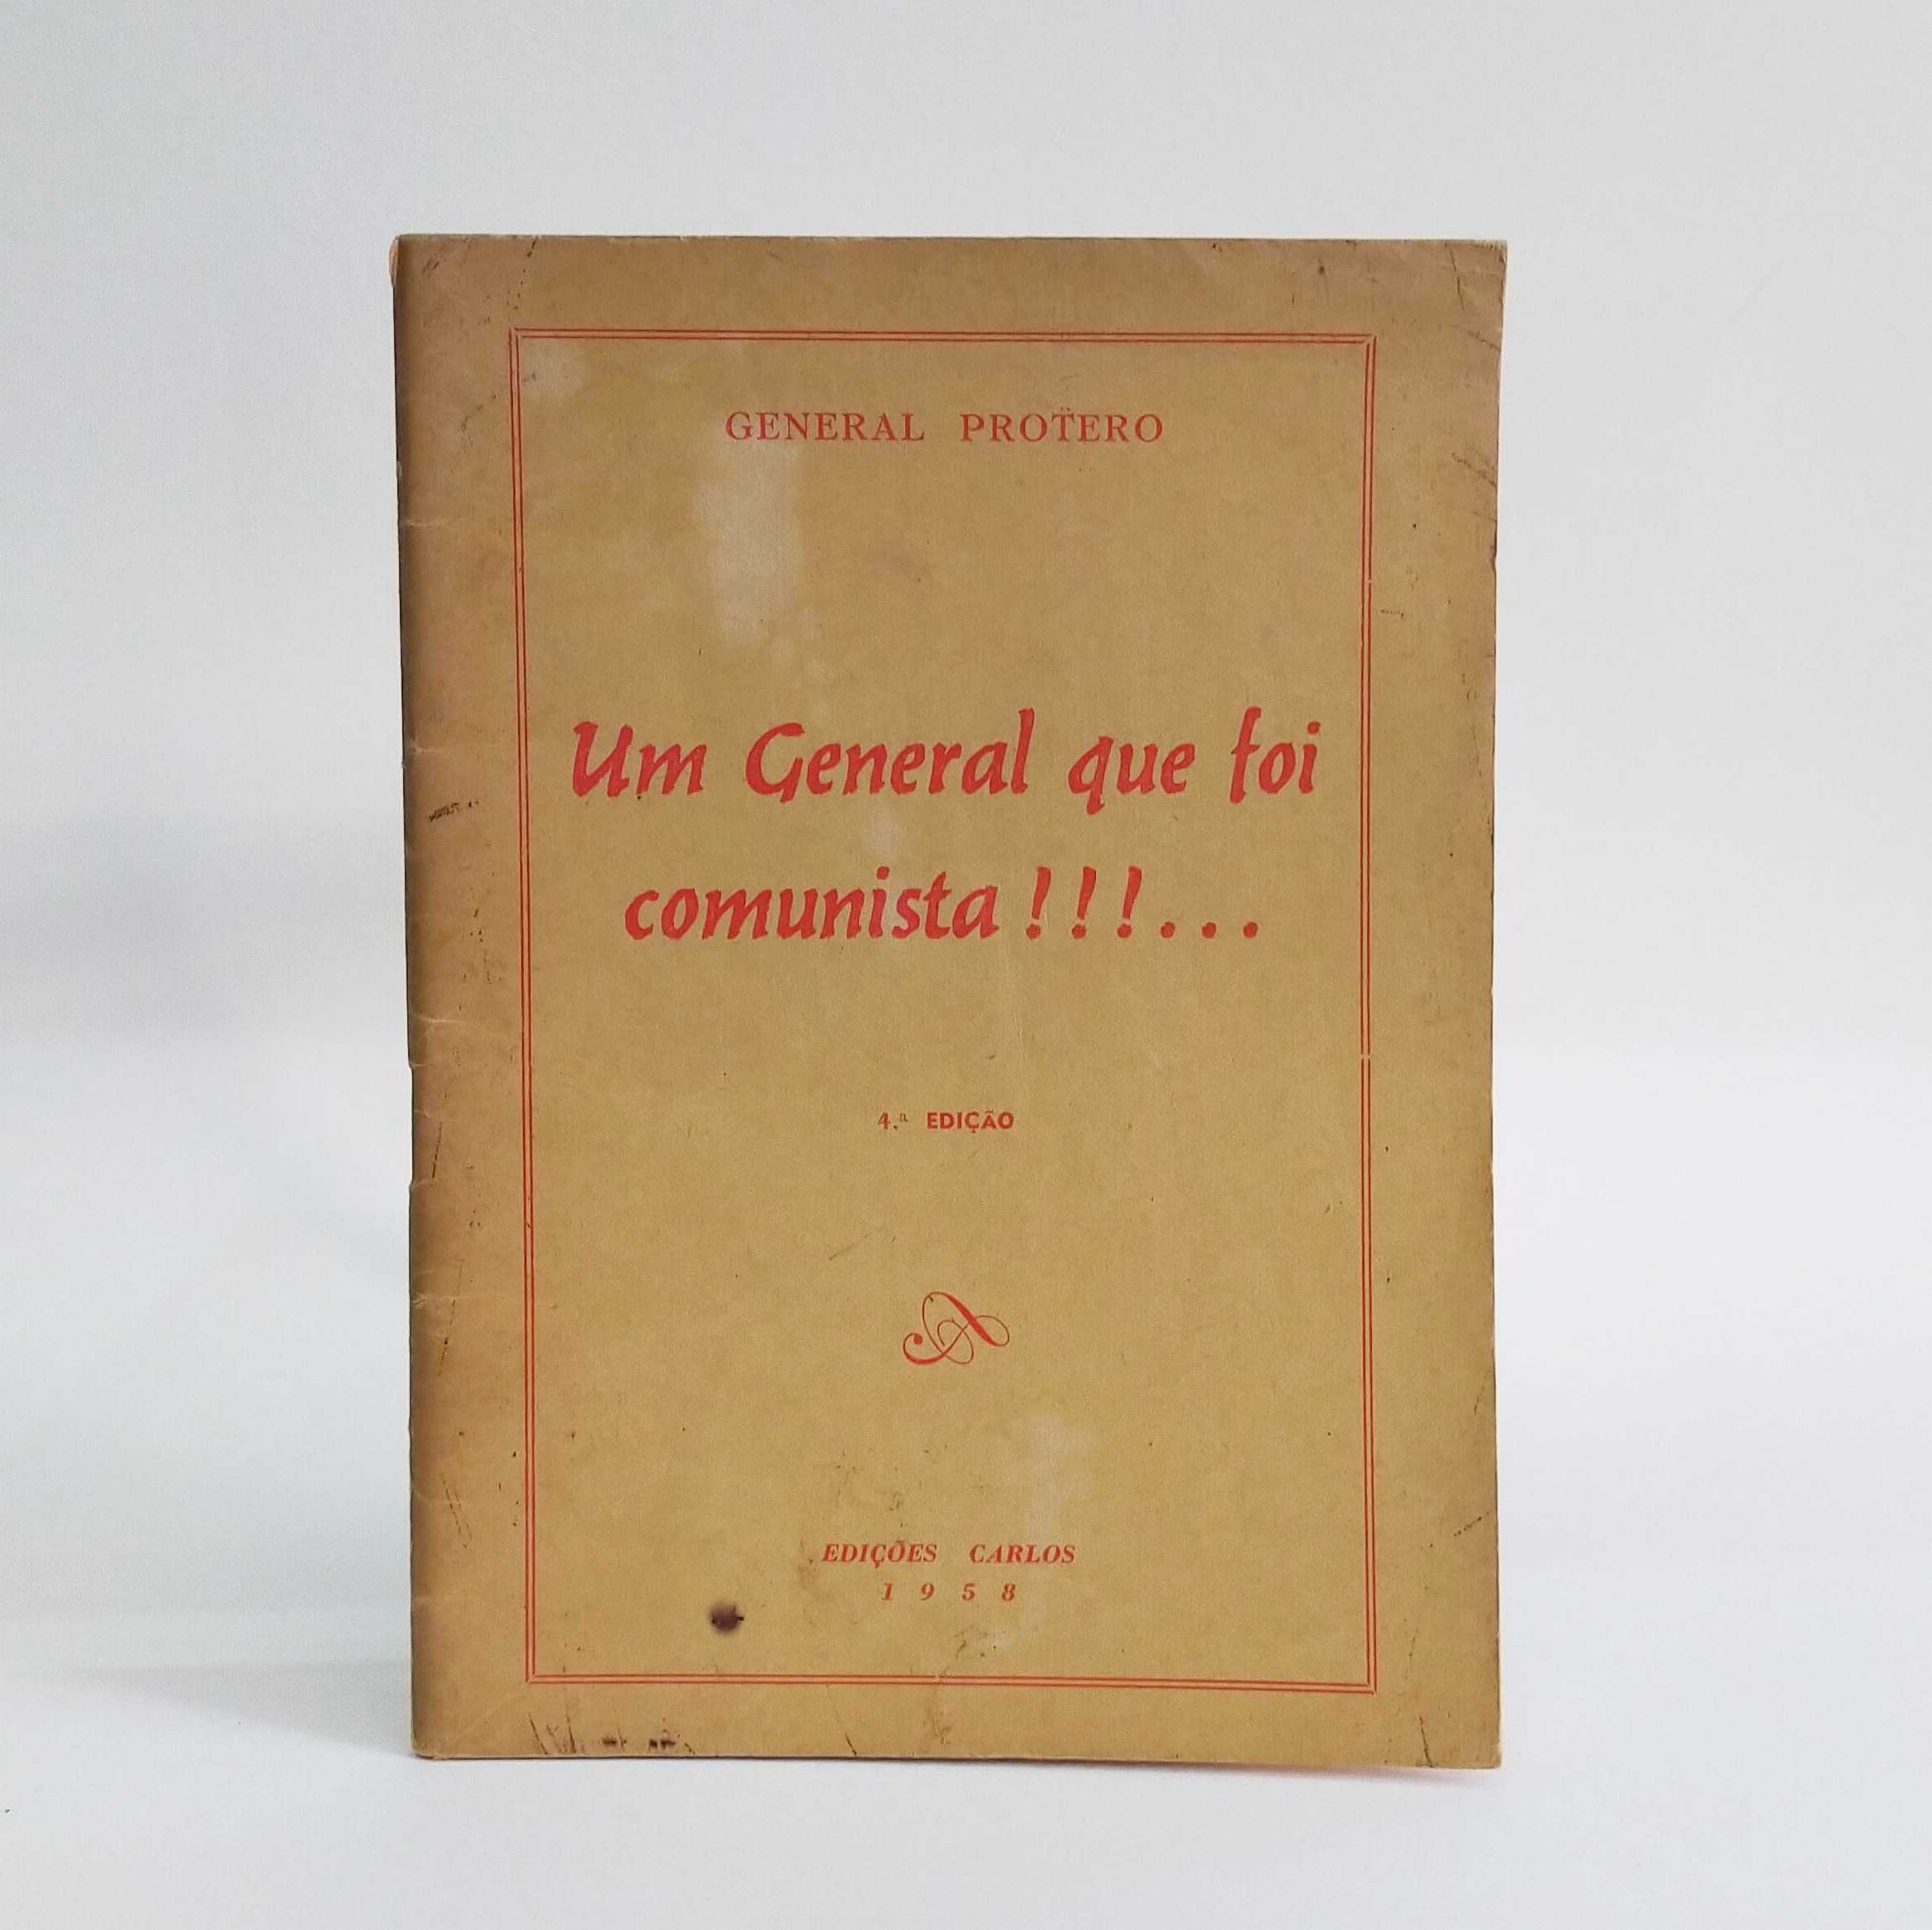 GENERAL PROTERO
Um General que foi
comunista!!!...
4.ª EDIÇÃO
EDIÇÕES CARLOS
1958